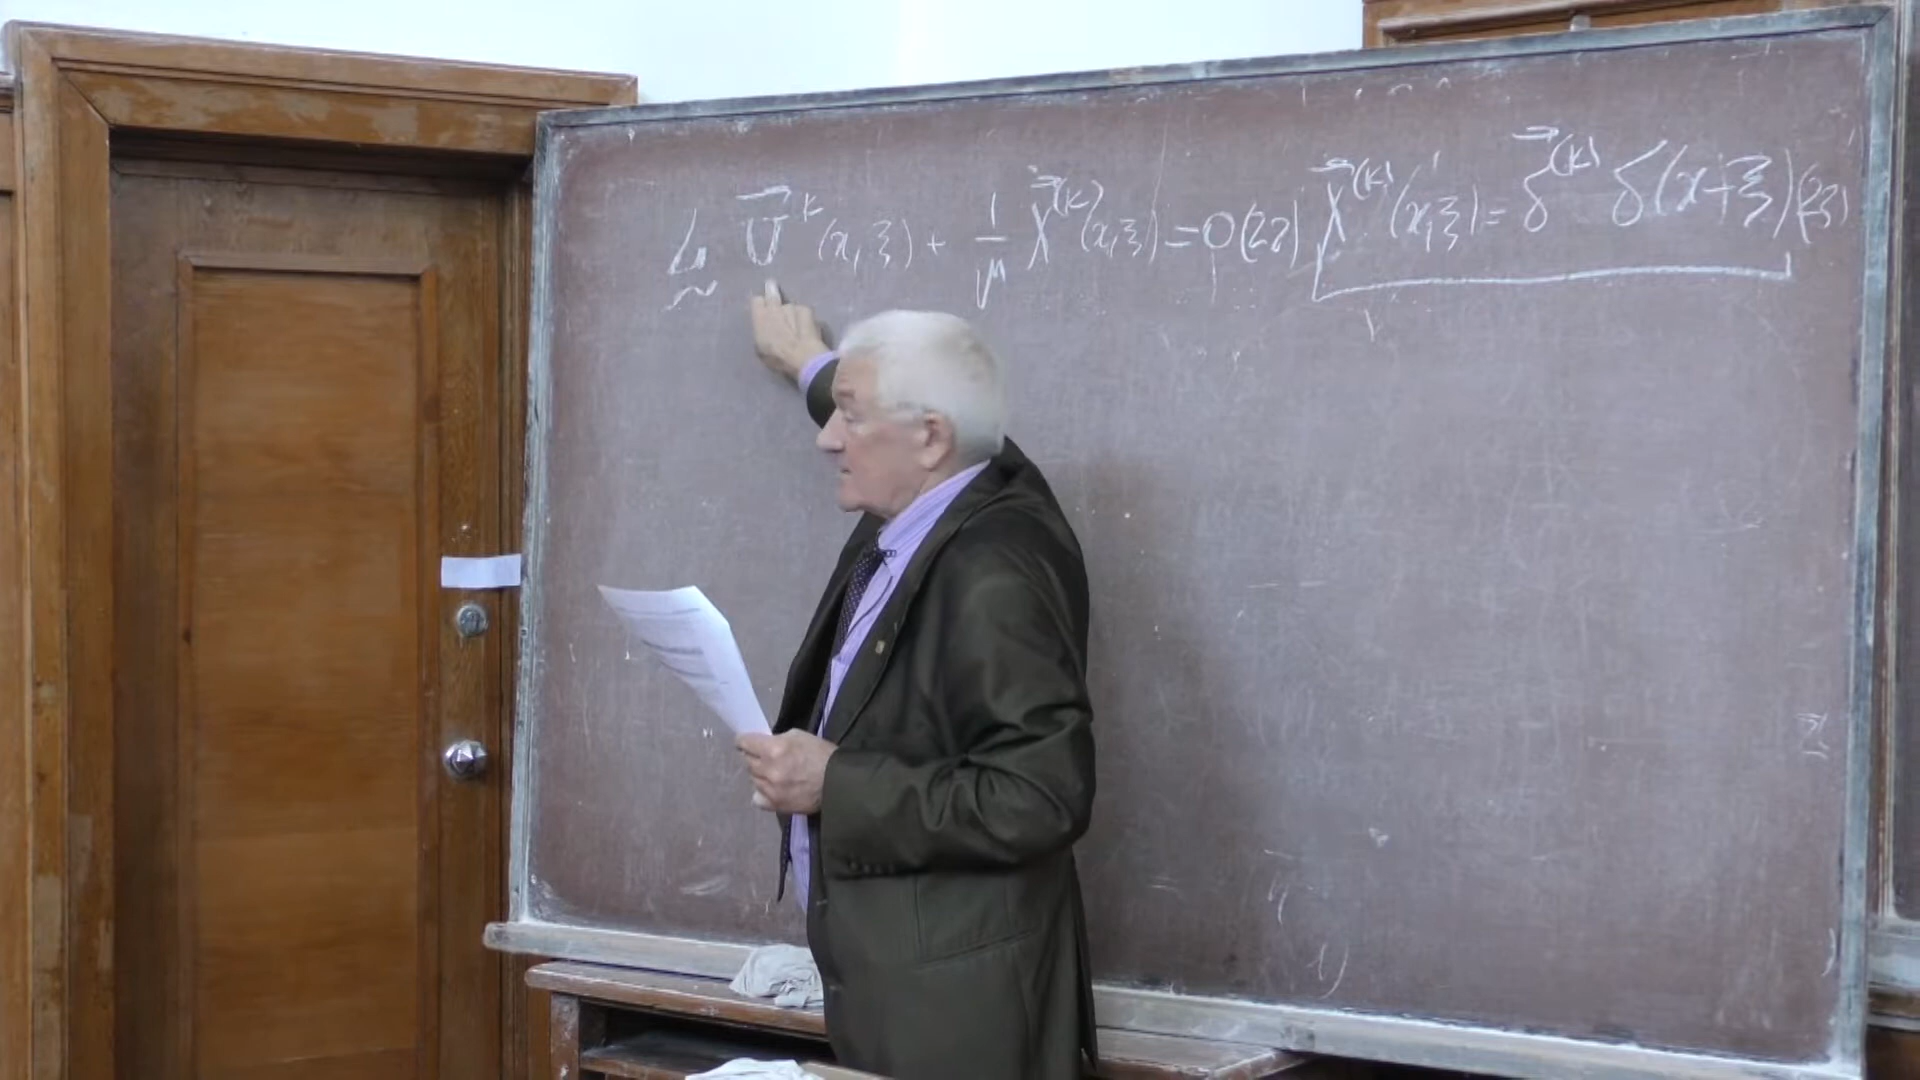 L̰ U⃗ᵏ(x,ξ) + 1/μ X⃗⁽ᵏ⁾(x,ξ) = 0 (22) X⃗⁽ᵏ⁾(x,ξ) = δ⃗⁽ᵏ⁾ δ(x-ξ) (23)